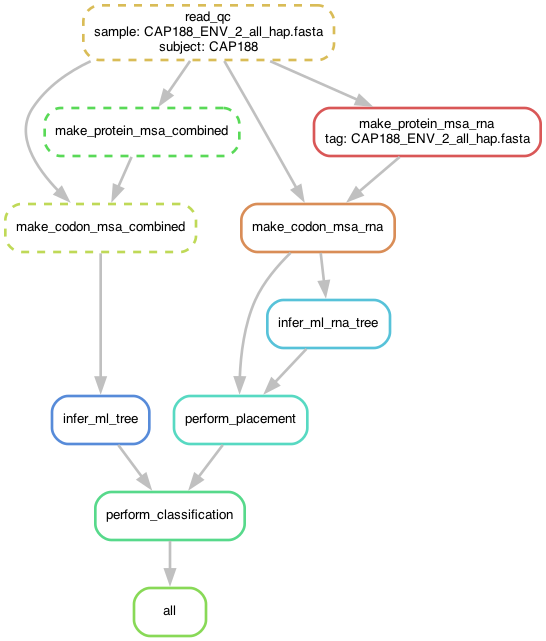 read_qc
sample: CAP188_ENV_2_all_hap.fasta
subject: CAP188
make_protein_msa_combined
make_protein_msa_rna
tag: CAP188_ENV_2_all_hap.fasta
make_codon_msa_combined
make_codon_msa_rna
infer_ml_rna_tree
infer_ml_tree
perform_placement
perform_classification
all